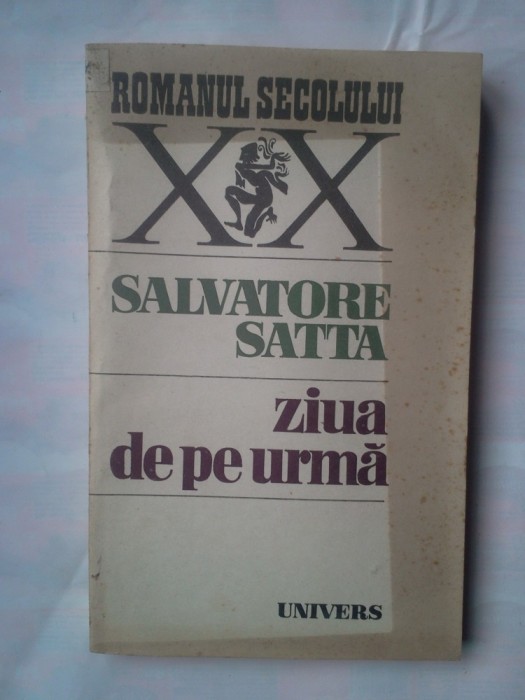 ROMANUL SECOLULUI
XX
SALVATORE
SATTA
ziua
de pe urmă
UNIVERS